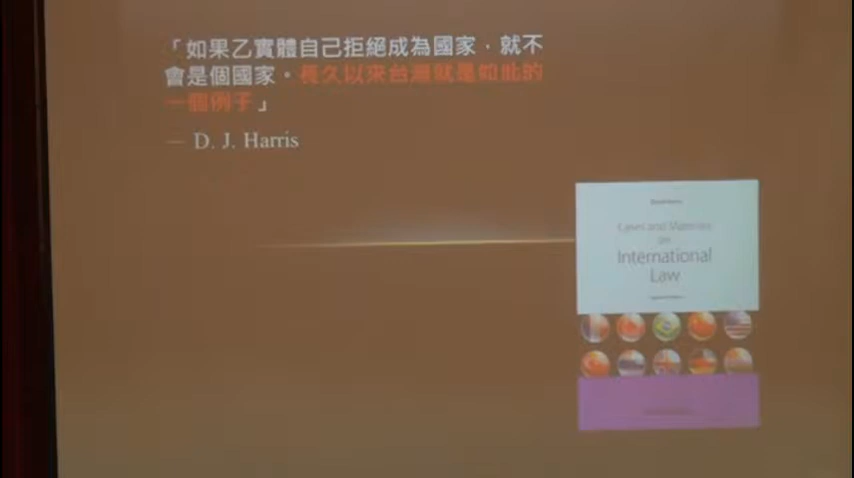 「如果乙實體自己拒絕成為國家，就不
會是個國家。長久以來台灣就是如此的
一個例子」
— D. J. Harris
Cases and Materials
on
International
Law